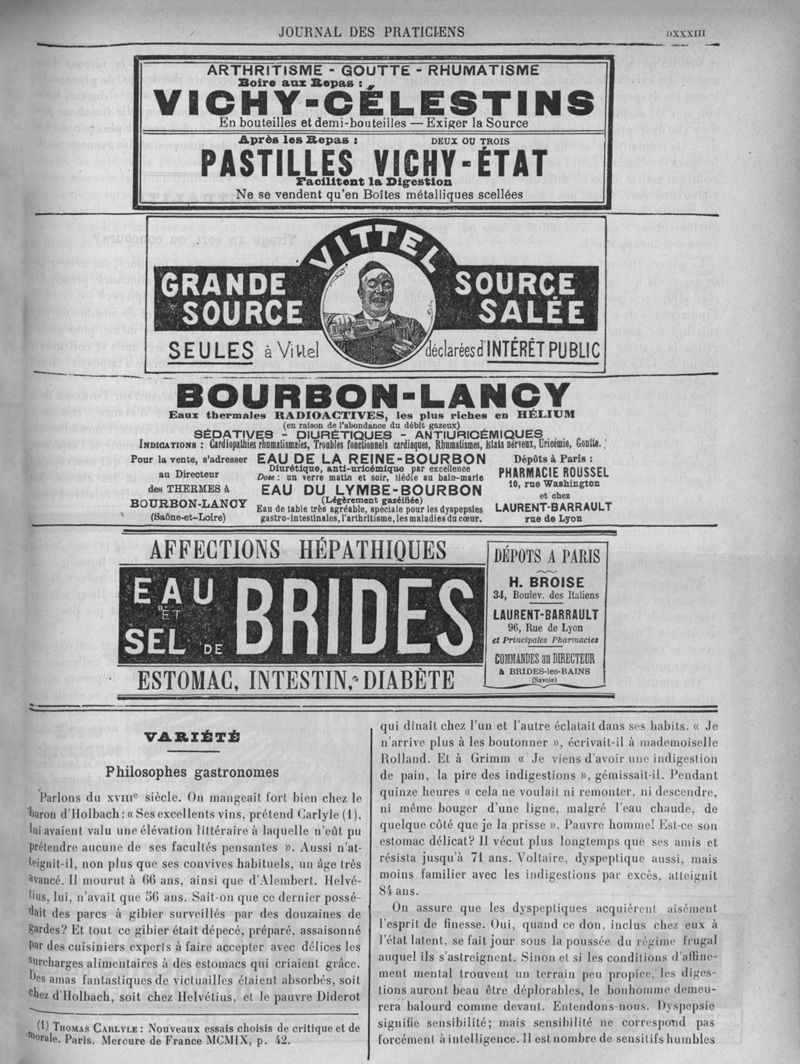 JOURNAL DES PRATICIENS
DXXXIII
ARTHRITISME - GOUTTE - RHUMATISME
Boire aux Repas :
VICHY-CÉLESTINS
En bouteilles et demi-bouteilles — Exiger la Source
Après les Repas : DEUX OU TROIS
PASTILLES VICHY-ÉTAT
Facilitent la Digestion
Ne se vendent qu'en Boîtes métalliques scellées
VITTEL
GRANDE SOURCE
SOURCE SALÉE
SEULES à Vittel déclarées d'INTÉRÊT PUBLIC
BOURBON-LANCY
Eaux thermales RADIOACTIVES, les plus riches en HÉLIUM
(en raison de l'abondance du débit gazeux)
SÉDATIVES - DIURÉTIQUES - ANTIURICÉMIQUES
INDICATIONS : Cardiopathies rhumatismales, Troubles fonctionnels cardiaques, Rhumatismes, Etats nerveux, Uricémie, Goutte.
Pour la vente, s'adresser
au Directeur
des THERMES à
BOURBON-LANCY
(Saône-et-Loire)
EAU DE LA REINE-BOURBON
Diurétique, anti-uricémique par excellence
Dose : un verre matin et soir, tiédie au bain-marie
EAU DU LYMBE-BOURBON
(Légèrement gazéifiée)
Eau de table très agréable, spéciale pour les dyspepsies
gastro-intestinales, l'arthritisme, les maladies du cœur.
Dépôts à Paris :
PHARMACIE ROUSSEL
10, rue Washington
et chez
LAURENT-BARRAULT
rue de Lyon
AFFECTIONS HÉPATHIQUES
EAU
ET
SEL DE
BRIDES
ESTOMAC, INTESTIN, DIABÈTE
DÉPOTS A PARIS
H. BROISE
34, Boulev. des Italiens
LAURENT-BARRAULT
96, Rue de Lyon
et Principales Pharmacies
COMMANDES au DIRECTEUR
à BRIDES-les-BAINS
(Savoie)
VARIÉTÉ
Philosophes gastronomes
Parlons du XVIIIe siècle. On mangeait fort bien chez le
baron d'Holbach : « Ses excellents vins, prétend Carlyle (1),
lui avaient valu une élévation littéraire à laquelle n'eût pu
prétendre aucune de ses facultés pensantes ». Aussi n'at-
teignit-il, non plus que ses convives habituels, un âge très
avancé. Il mourut à 66 ans, ainsi que d'Alembert. Helvé-
tius, lui, n'avait que 56 ans. Sait-on que ce dernier possé-
dait des parcs à gibier surveillés par des douzaines de
gardes? Et tout ce gibier était dépecé, préparé, assaisonné
par des cuisiniers experts à faire accepter avec délices les
surcharges alimentaires à des estomacs qui criaient grâce.
Des amas fantastiques de victuailles étaient absorbés, soit
chez d'Holbach, soit chez Helvétius, et le pauvre Diderot
(1) THOMAS CARLYLE : Nouveaux essais choisis de critique et de
morale. Paris. Mercure de France MCMIX, p. 42.
qui dînait chez l'un et l'autre éclatait dans ses habits. « Je
n'arrive plus à les boutonner », écrivait-il à mademoiselle
Rolland. Et à Grimm « Je viens d'avoir une indigestion
de pain, la pire des indigestions », gémissait-il. Pendant
quinze heures « cela ne voulait ni remonter, ni descendre,
ni même bouger d'une ligne, malgré l'eau chaude, de
quelque côté que je la prisse ». Pauvre homme! Est-ce son
estomac délicat? Il vécut plus longtemps que ses amis et
résista jusqu'à 71 ans. Voltaire, dyspeptique aussi, mais
moins familier avec les indigestions par excès, atteignit
84 ans.
On assure que les dyspeptiques acquièrent aisément
l'esprit de finesse. Oui, quand ce don, inclus chez eux à
l'état latent, se fait jour sous la poussée du régime frugal
auquel ils s'astreignent. Sinon et si les conditions d'affine-
ment mental trouvent un terrain peu propice, les diges-
tions auront beau être déplorables, le bonhomme demeu-
rera balourd comme devant. Entendons-nous. Dyspepsie
signifie sensibilité; mais sensibilité ne correspond pas
forcément à intelligence. Il est nombre de sensitifs humbles